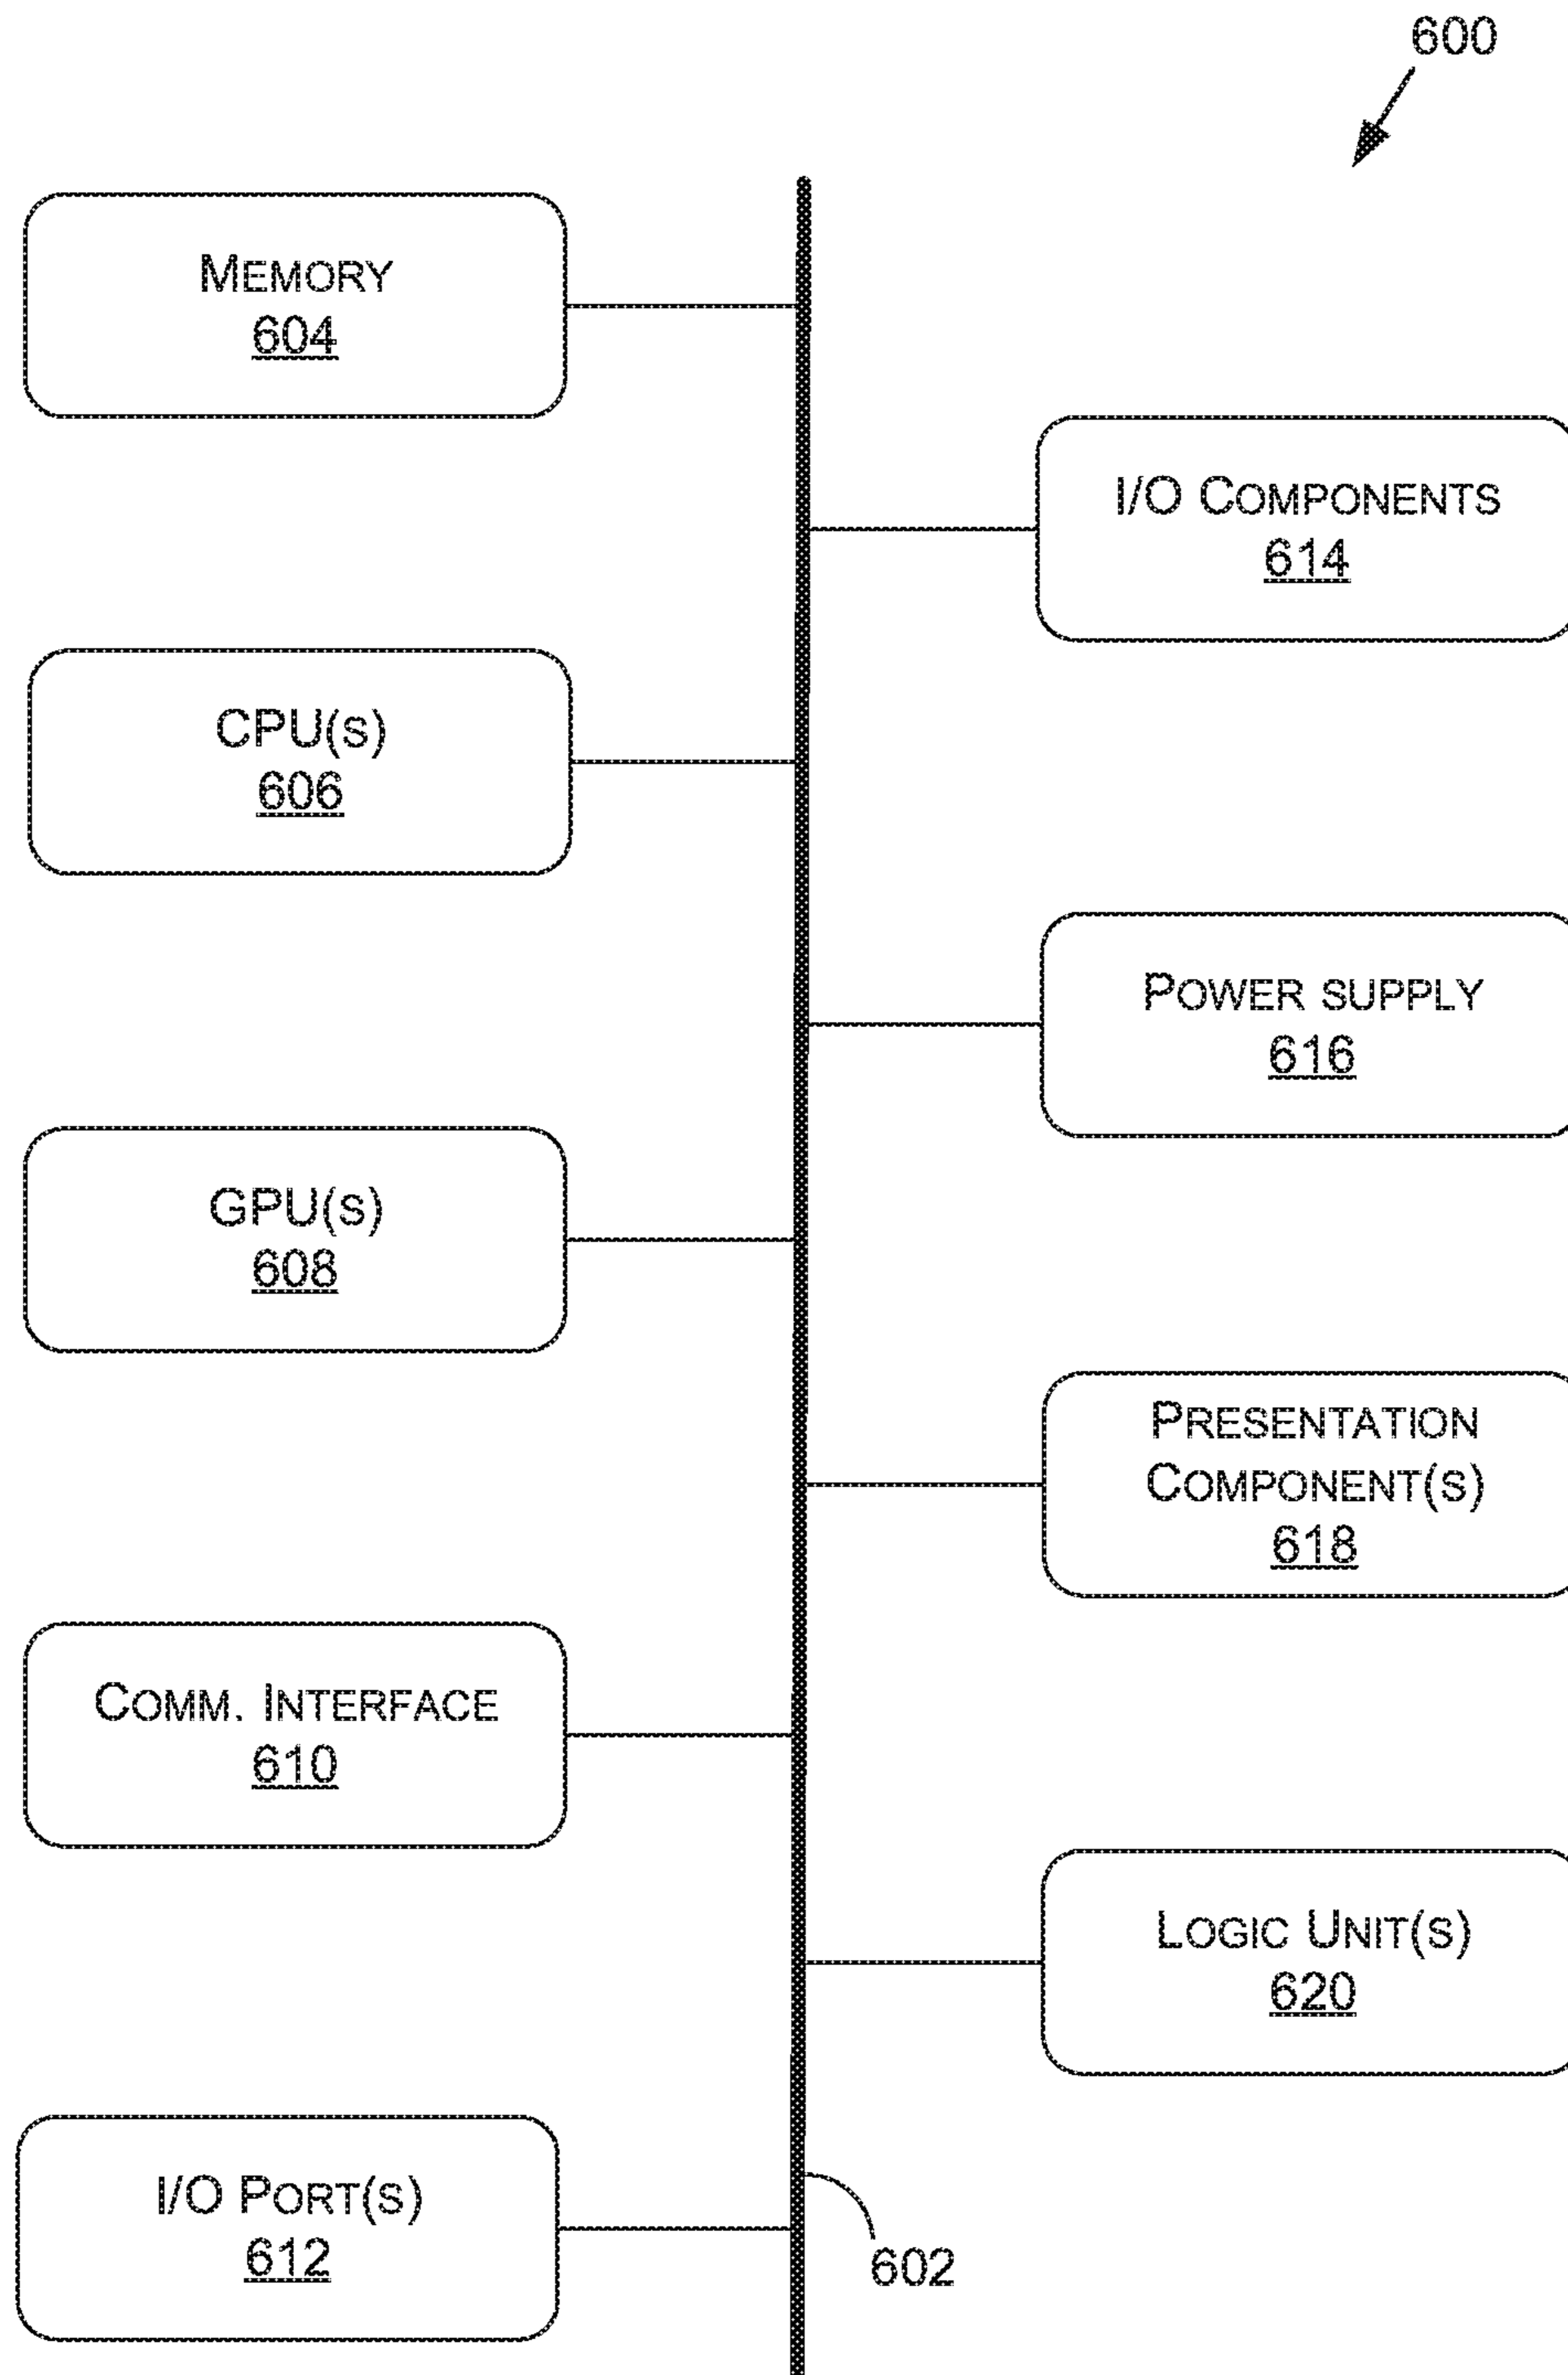 600
MEMORY
604
I/O COMPONENTS
614
CPU(s)
606
POWER SUPPLY
616
GPU(s)
608
PRESENTATION
COMPONENT(S)
618
COMM. INTERFACE
610
LOGIC UNIT(S)
620
I/O PORT(S)
612
602